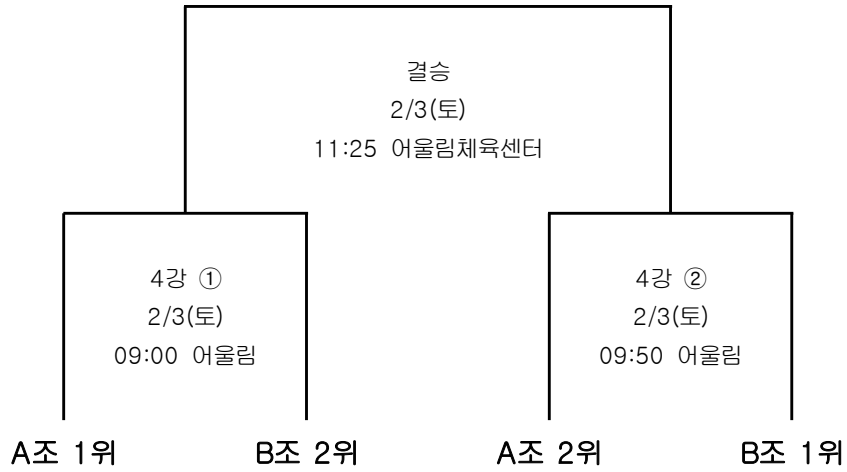 결승
2/3(토)
11:25 어울림체육센터
4강 ①
2/3(토)
09:00 어울림
4강 ②
2/3(토)
09:50 어울림
A조 1위
B조 2위
A조 2위
B조 1위